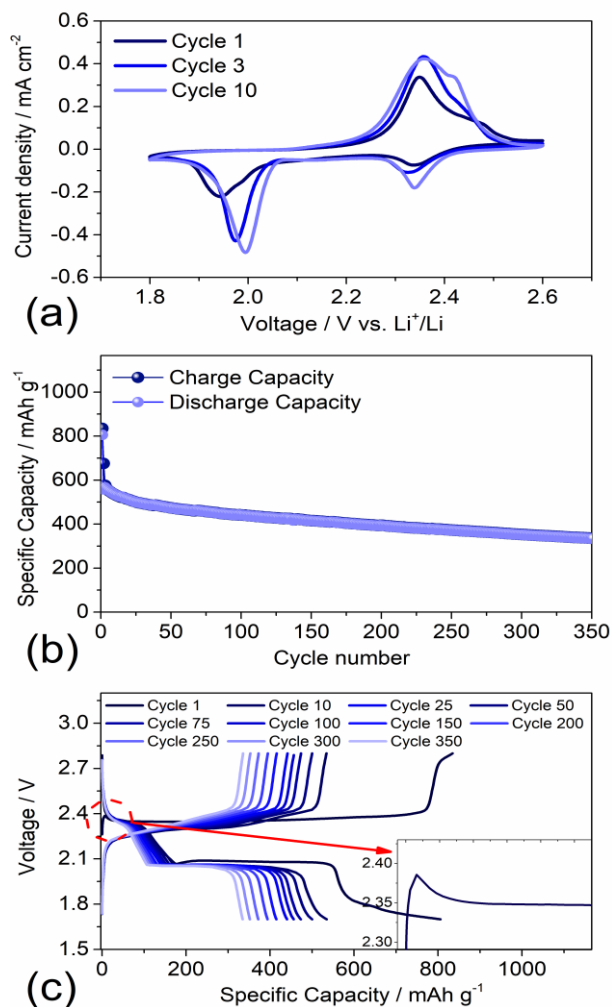 Cycle 1
Cycle 3
Cycle 10
0.6
0.4
0.2
0.0
-0.2
-0.4
-0.6
Current density / mA cm⁻²
1.8 2.0 2.2 2.4 2.6
Voltage / V vs. Li⁺/Li
(a)
Charge Capacity
Discharge Capacity
1000
800
600
400
200
0
Specific Capacity / mAh g⁻¹
0 50 100 150 200 250 300 350
Cycle number
(b)
Cycle 1 Cycle 10 Cycle 25 Cycle 50
Cycle 75 Cycle 100 Cycle 150 Cycle 200
Cycle 250 Cycle 300 Cycle 350
3.0
2.7
2.4
2.1
1.8
1.5
Voltage / V
2.40
2.35
2.30
0 200 400 600 800 1000
Specific Capacity / mAh g⁻¹
(c)